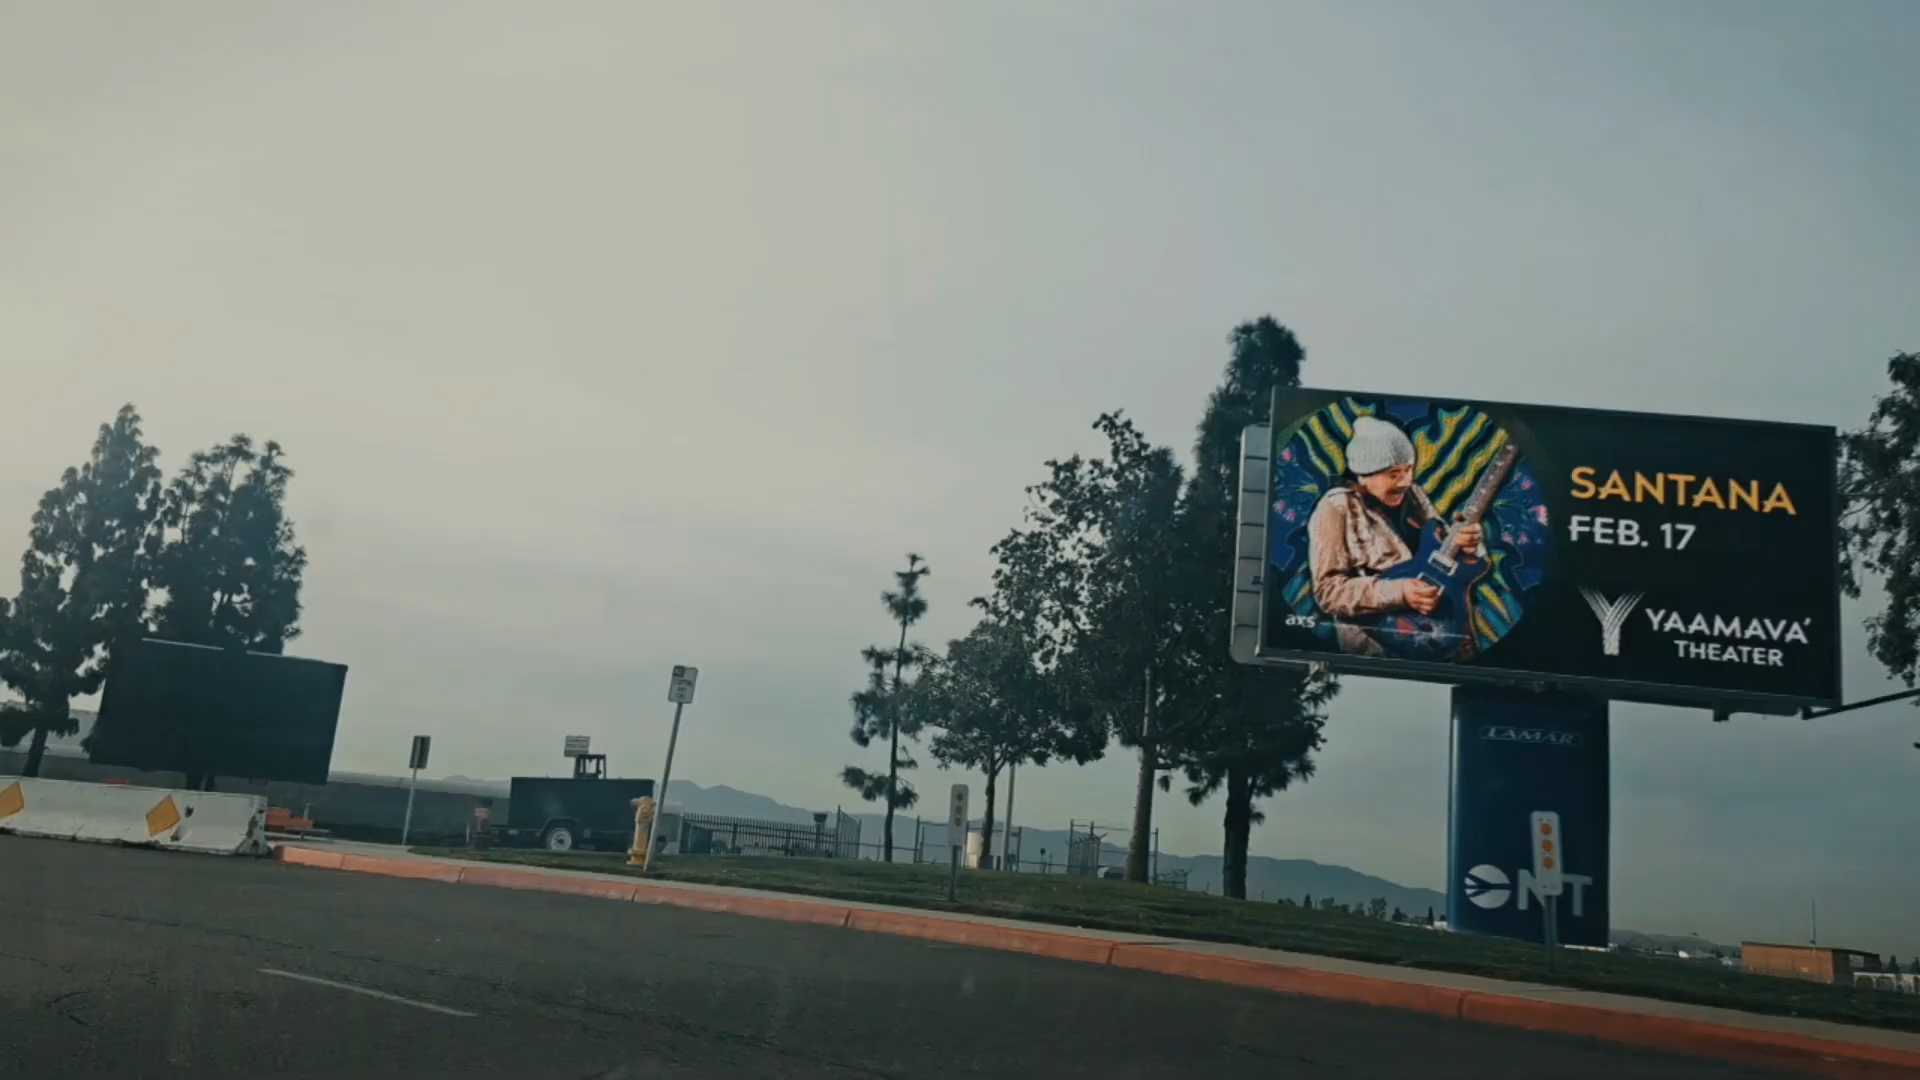 SANTANA
FEB. 17
axs
YAAMAVA'
THEATER
LAMAR
ONT